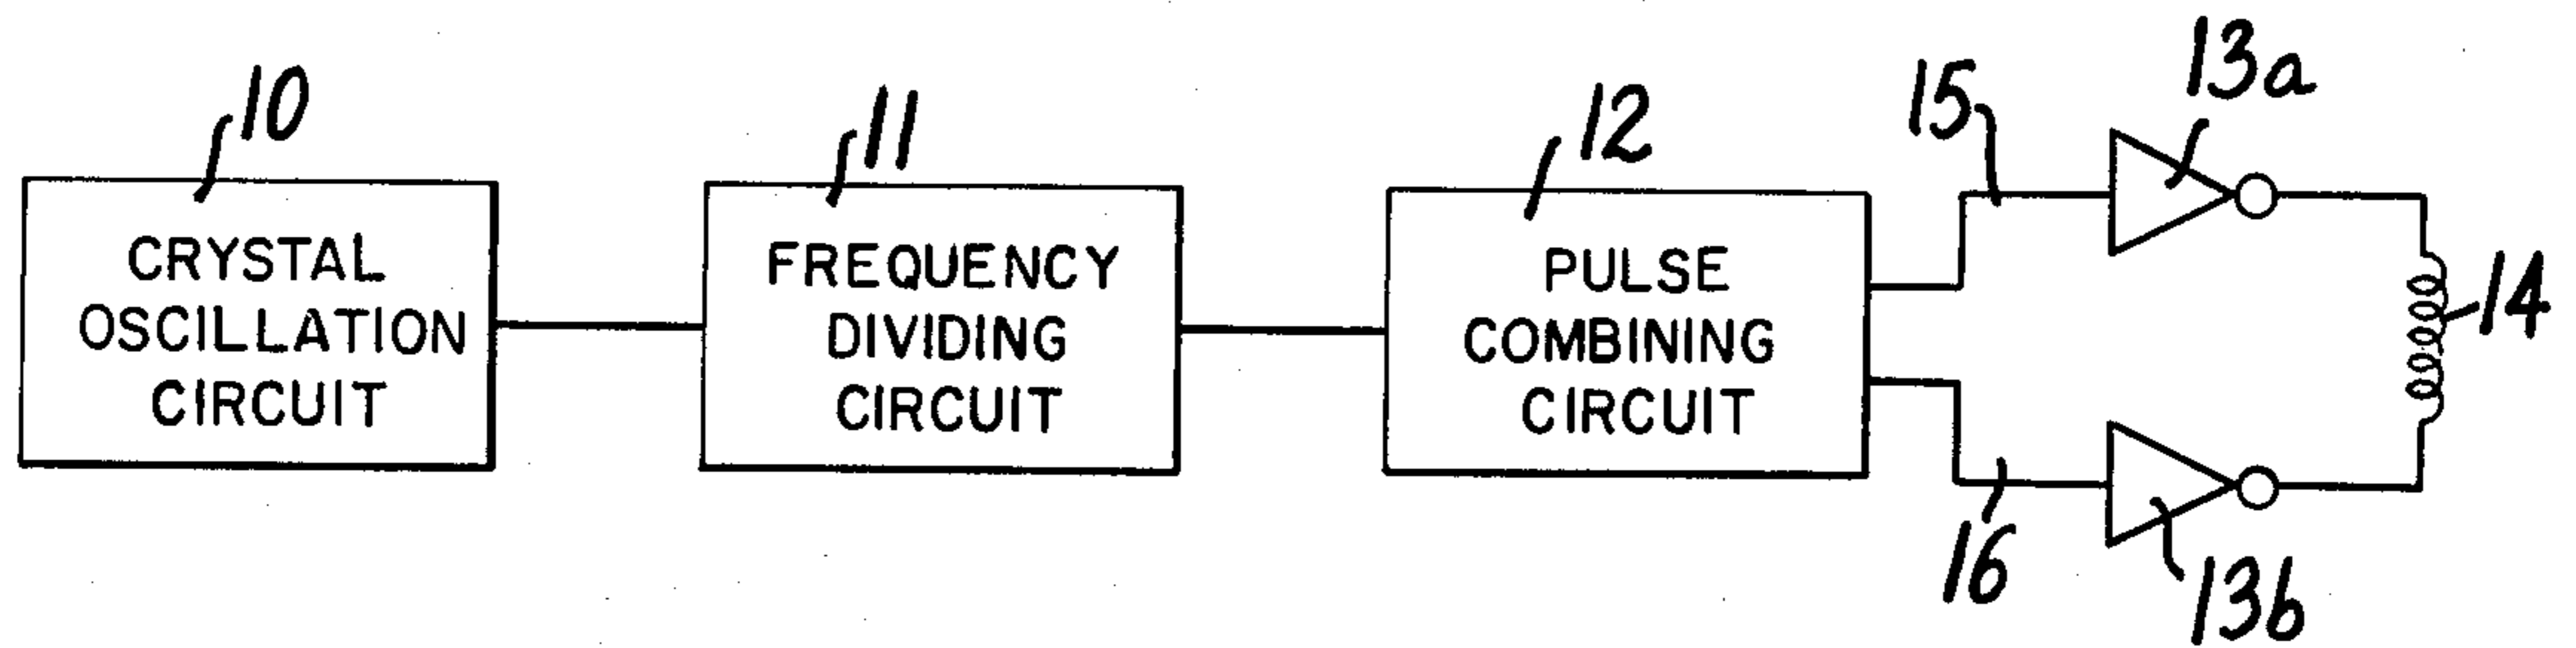 10
CRYSTAL
OSCILLATION
CIRCUIT
11
FREQUENCY
DIVIDING
CIRCUIT
12
PULSE
COMBINING
CIRCUIT
15
13a
14
16
13b